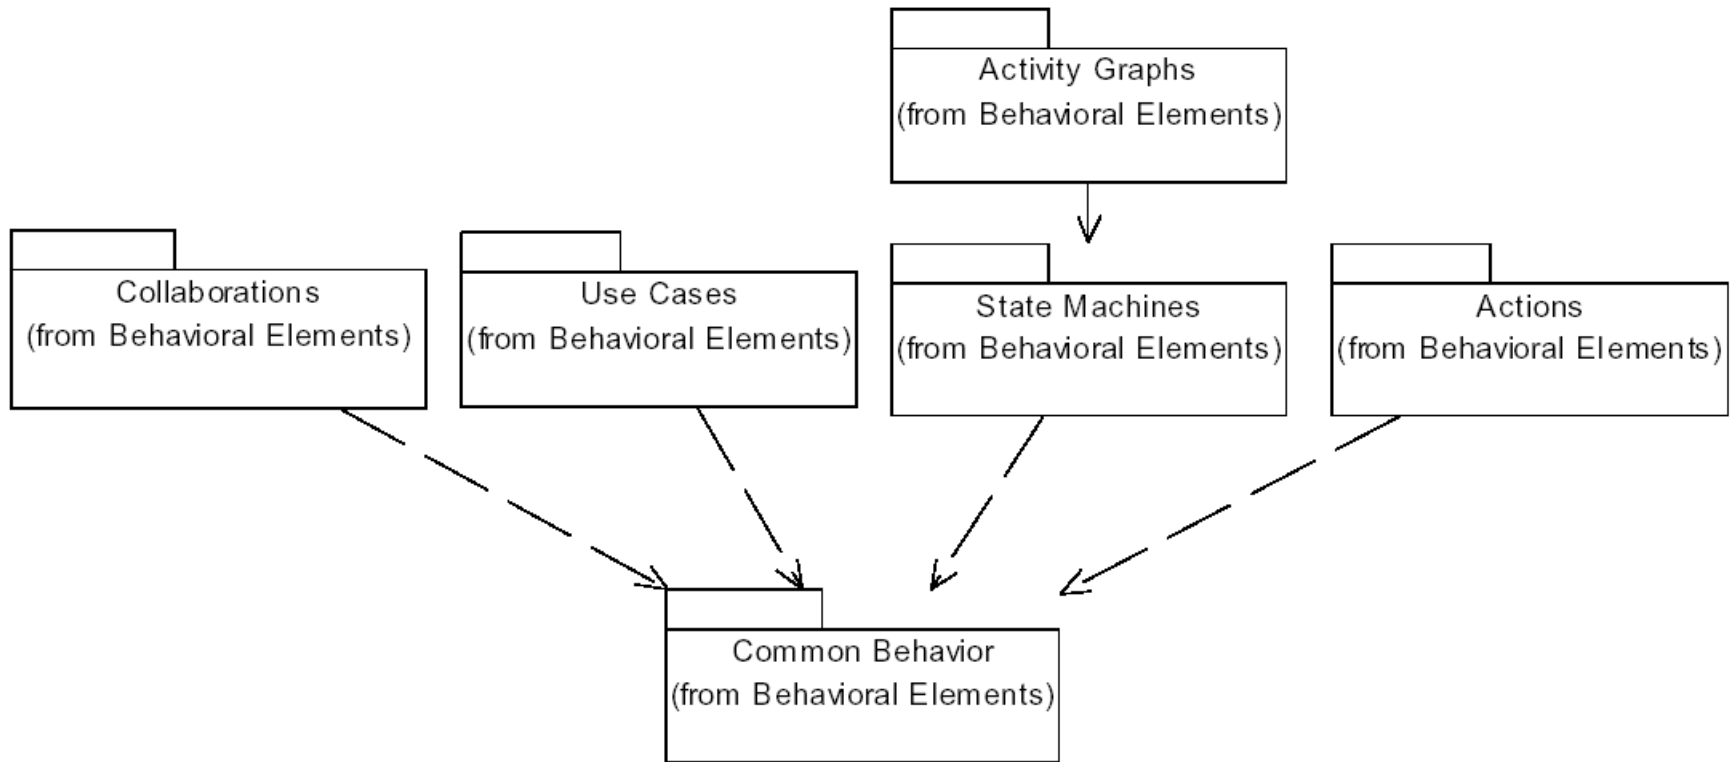 Activity Graphs
(from Behavioral Elements)
Collaborations
(from Behavioral Elements)
Use Cases
(from Behavioral Elements)
State Machines
(from Behavioral Elements)
Actions
(from Behavioral Elements)
Common Behavior
(from Behavioral Elements)